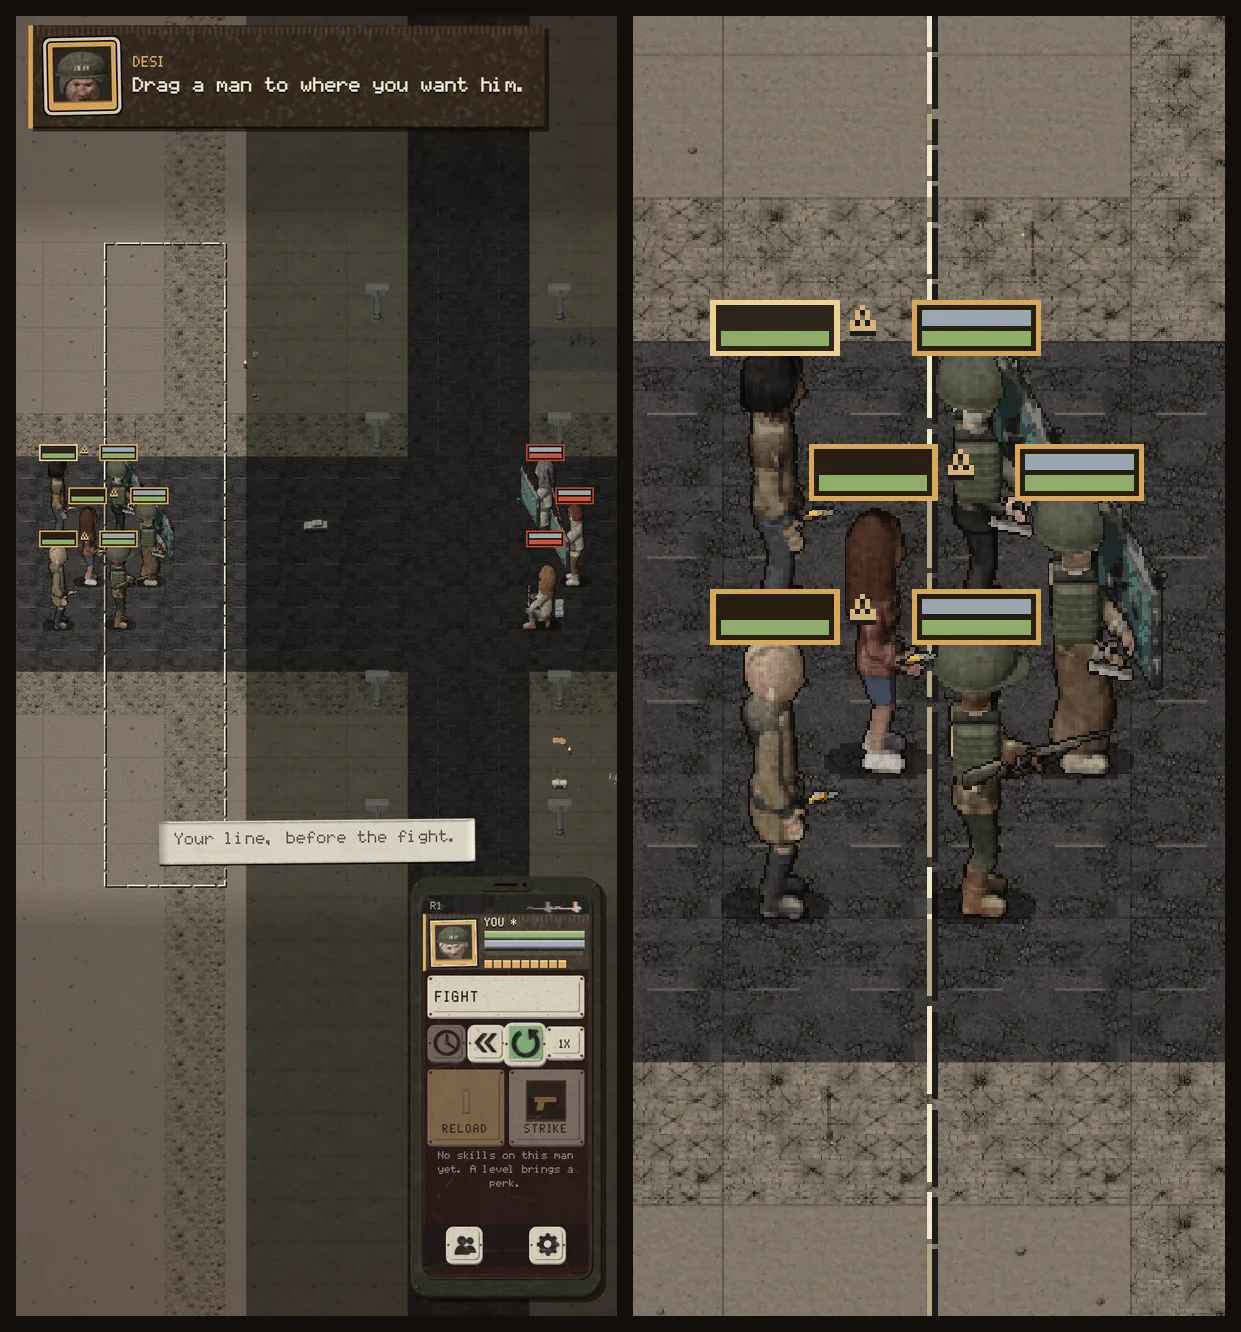 DESI
Drag a man to where you want him.
Your line, before the fight.
R1
YOU *
FIGHT
1X
RELOAD
STRIKE
No skills on this man
yet. A level brings a
perk.